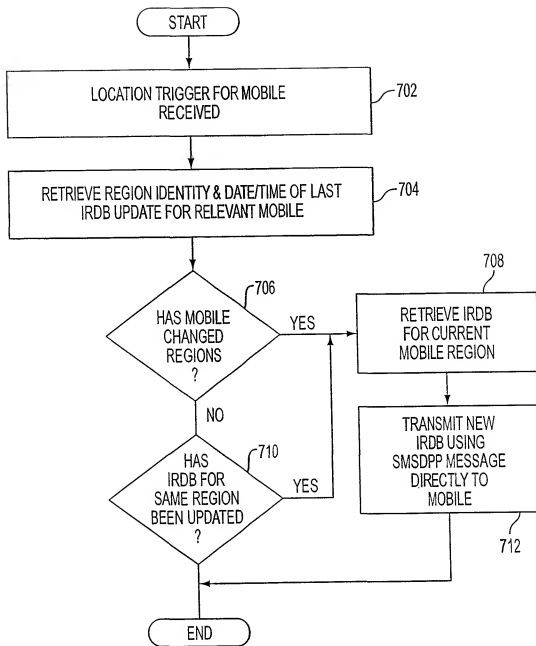 START
LOCATION TRIGGER FOR MOBILE
RECEIVED
702
RETRIEVE REGION IDENTITY & DATE/TIME OF LAST
IRDB UPDATE FOR RELEVANT MOBILE
704
706
HAS MOBILE
CHANGED
REGIONS
?
YES
NO
708
RETRIEVE IRDB
FOR CURRENT
MOBILE REGION
710
HAS
IRDB FOR
SAME REGION
BEEN UPDATED
?
YES
TRANSMIT NEW
IRDB USING
SMSDPP MESSAGE
DIRECTLY TO
MOBILE
712
END